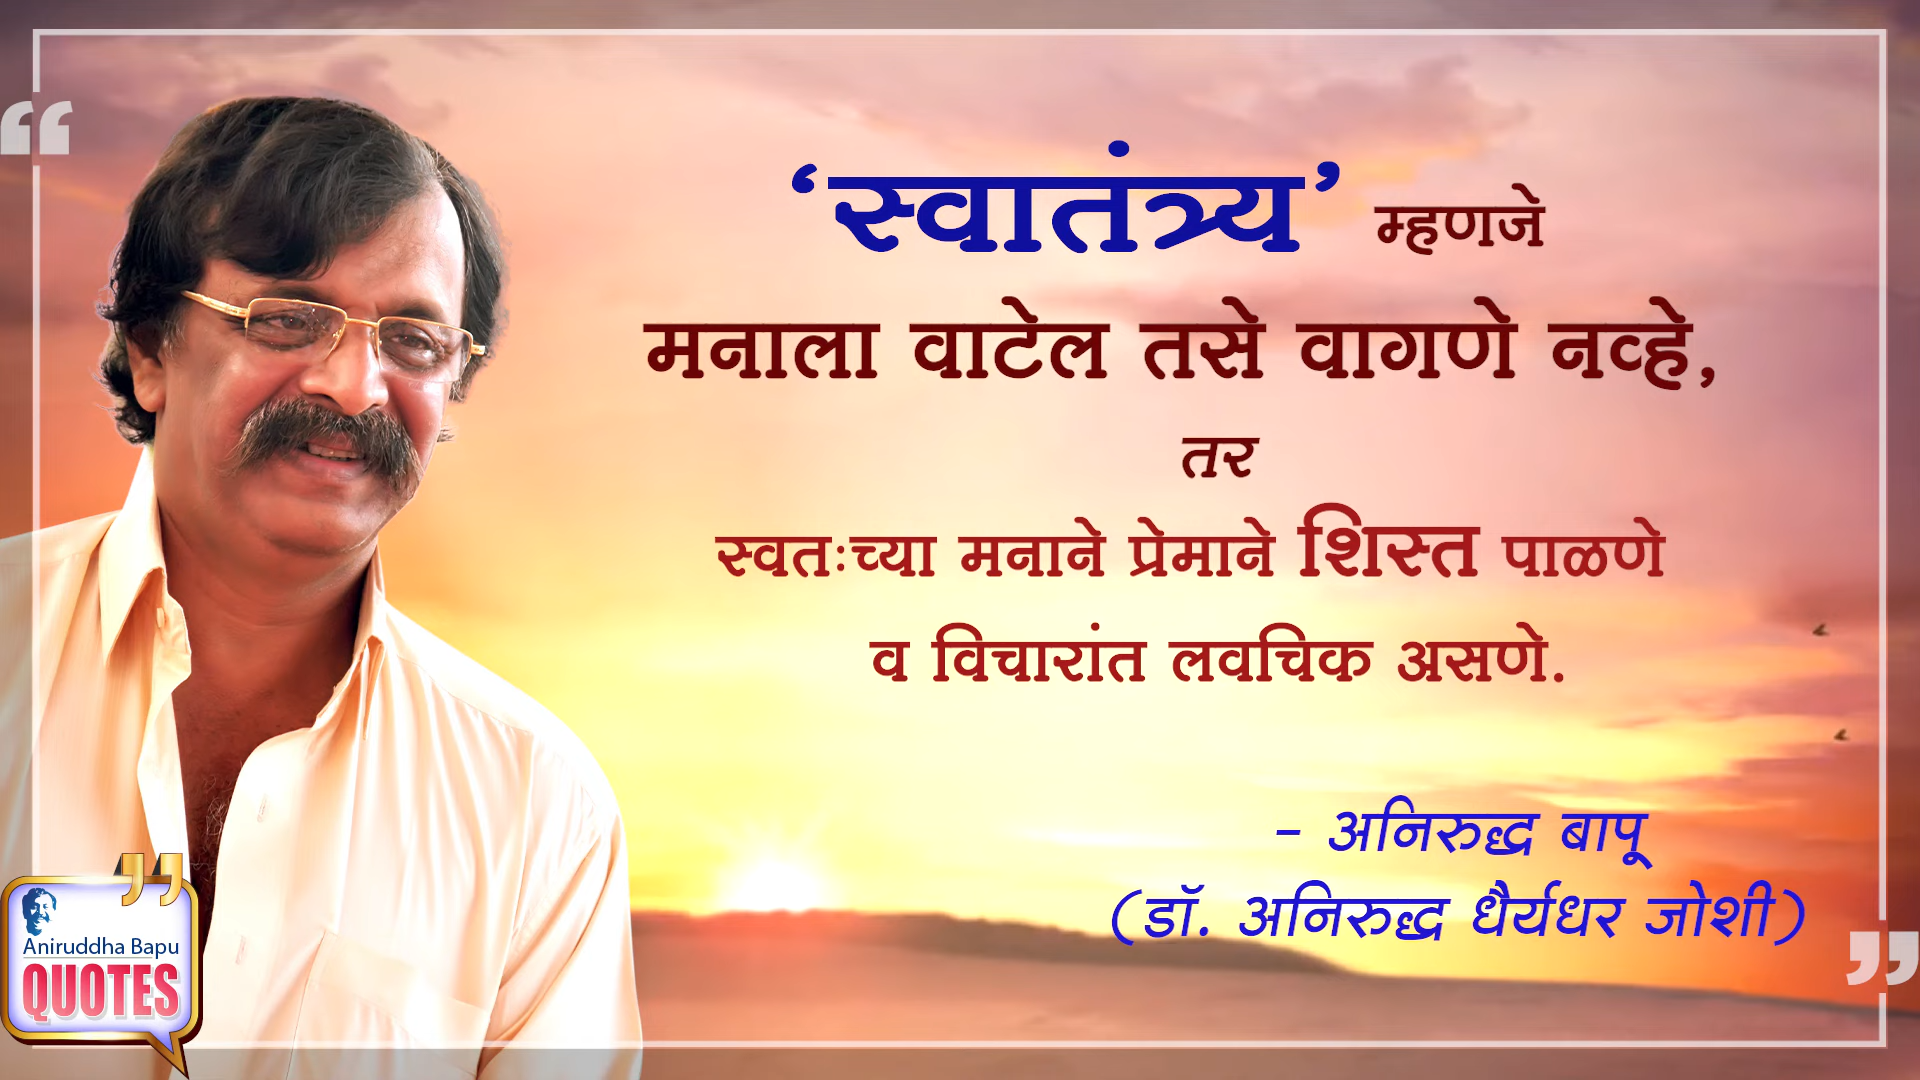 ‘स्वातंत्र्य’ म्हणजे
मनाला वाटेल तसे वागणे नव्हे,
तर
स्वतःच्या मनाने प्रेमाने शिस्त पाळणे
व विचारांत लवचिक असणे.
- अनिरुद्ध बापू
(डॉ. अनिरुद्ध धैर्यधर जोशी)
Aniruddha Bapu
QUOTES